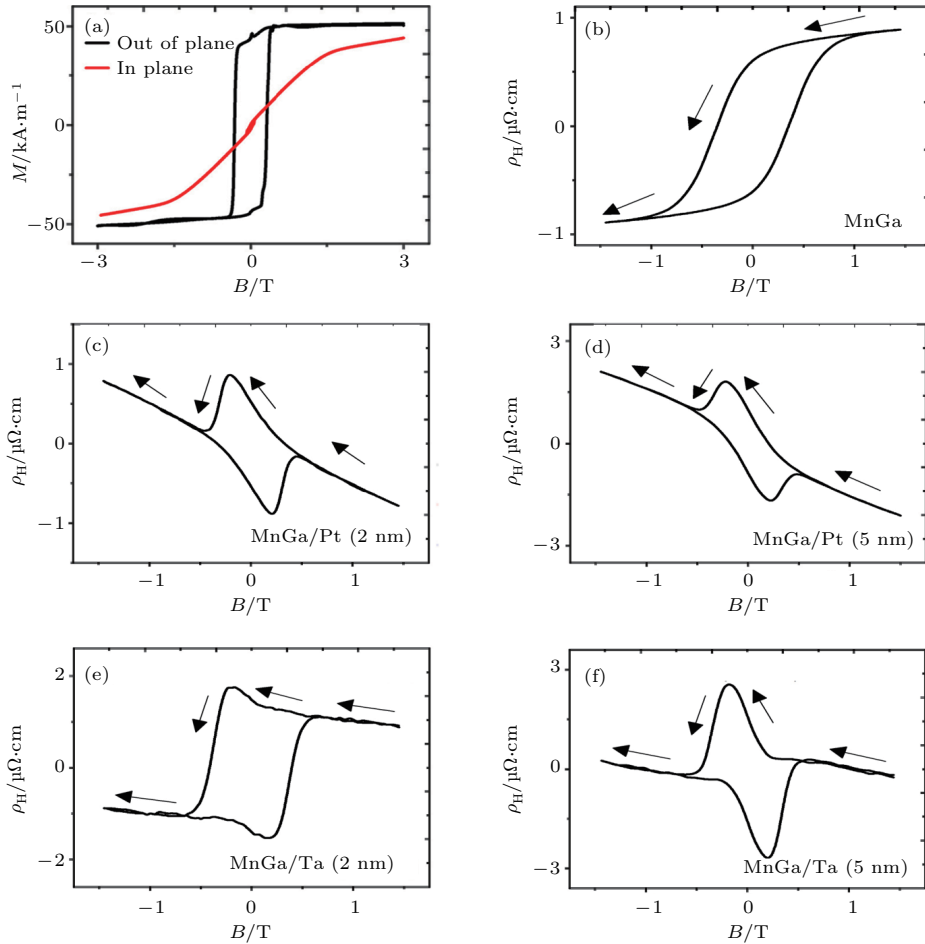 (a)
Out of plane
In plane
M/kA·m⁻¹
50
0
−50
−3
0
3
B/T
(b)
ρH/μΩ·cm
1
0
−1
MnGa
−1
0
1
B/T
(c)
ρH/μΩ·cm
1
0
−1
MnGa/Pt (2 nm)
−1
0
1
B/T
(d)
ρH/μΩ·cm
3
0
−3
MnGa/Pt (5 nm)
−1
0
1
B/T
(e)
ρH/μΩ·cm
2
0
−2
MnGa/Ta (2 nm)
−1
0
1
B/T
(f)
ρH/μΩ·cm
3
0
−3
MnGa/Ta (5 nm)
−1
0
1
B/T